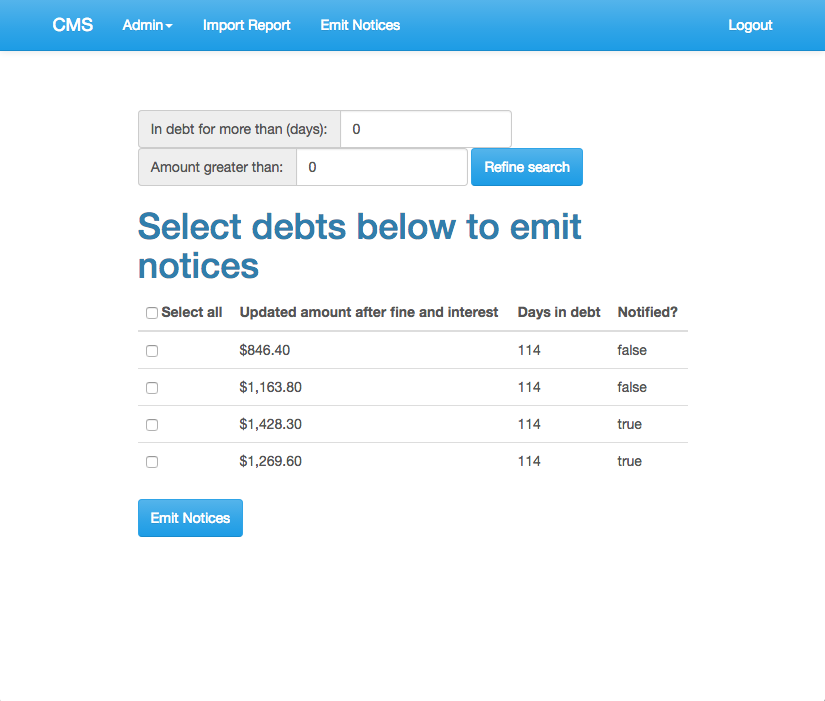 CMS Admin Import Report Emit Notices Logout
In debt for more than (days): 0
Amount greater than: 0 Refine search
Select debts below to emit
notices
Select all Updated amount after fine and interest Days in debt Notified?
$846.40 114 false
$1,163.80 114 false
$1,428.30 114 true
$1,269.60 114 true
Emit Notices